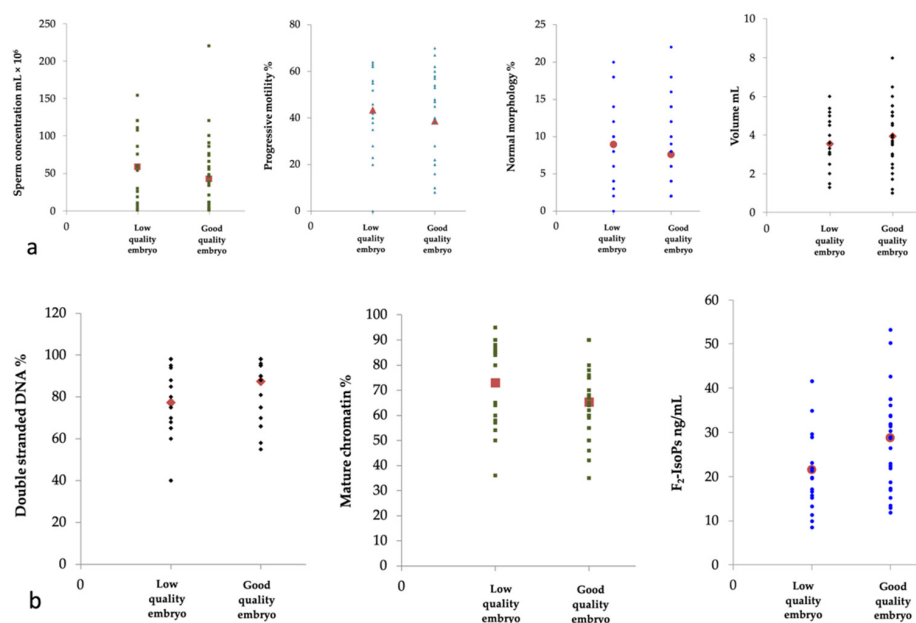 a
Sperm concentration mL × 10⁶
250
200
150
100
50
0
0
Low
quality
embryo
Good
quality
embryo
Progressive motility %
80
60
40
20
0
0
Low
quality
embryo
Good
quality
embryo
Normal morphology %
25
20
15
10
5
0
0
Low
quality
embryo
Good
quality
embryo
Volume mL
10
8
6
4
2
0
0
Low
quality
embryo
Good
quality
embryo
b
Double stranded DNA %
120
100
80
60
40
20
0
0
Low
quality
embryo
Good
quality
embryo
Mature chromatin %
100
90
80
70
60
50
40
30
20
10
0
0
Low
quality
embryo
Good
quality
embryo
F₂-IsoPs ng/mL
60
50
40
30
20
10
0
0
Low
quality
embryo
Good
quality
embryo